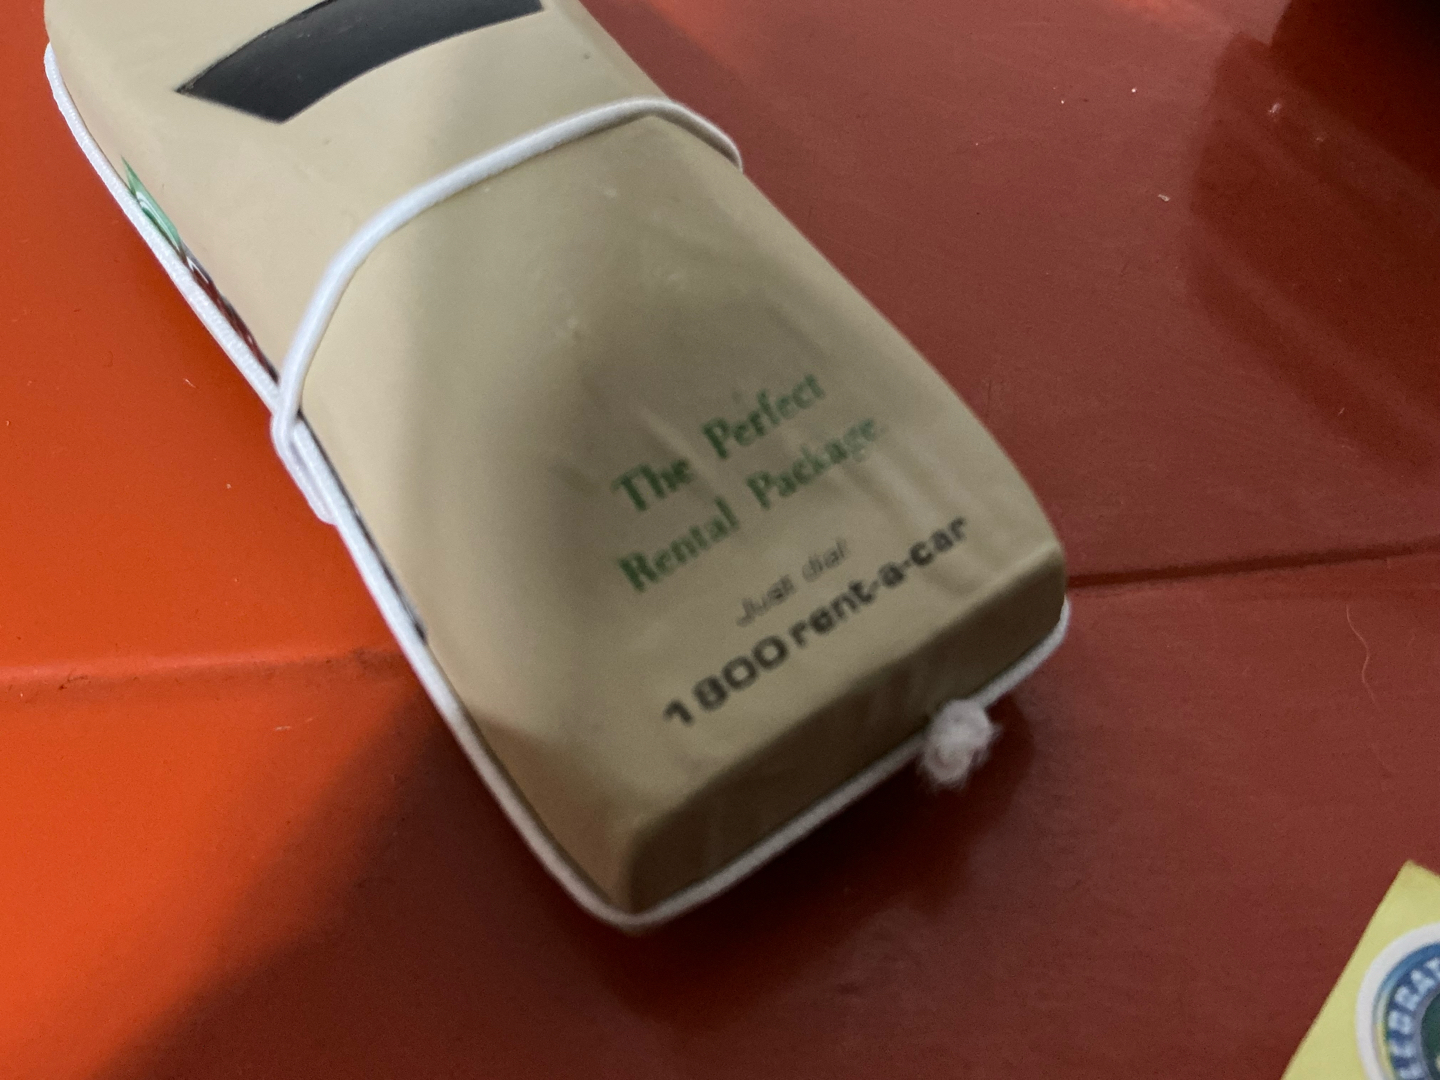 The Perfect
Rental Package.
Just dial
1800 rent-a-car